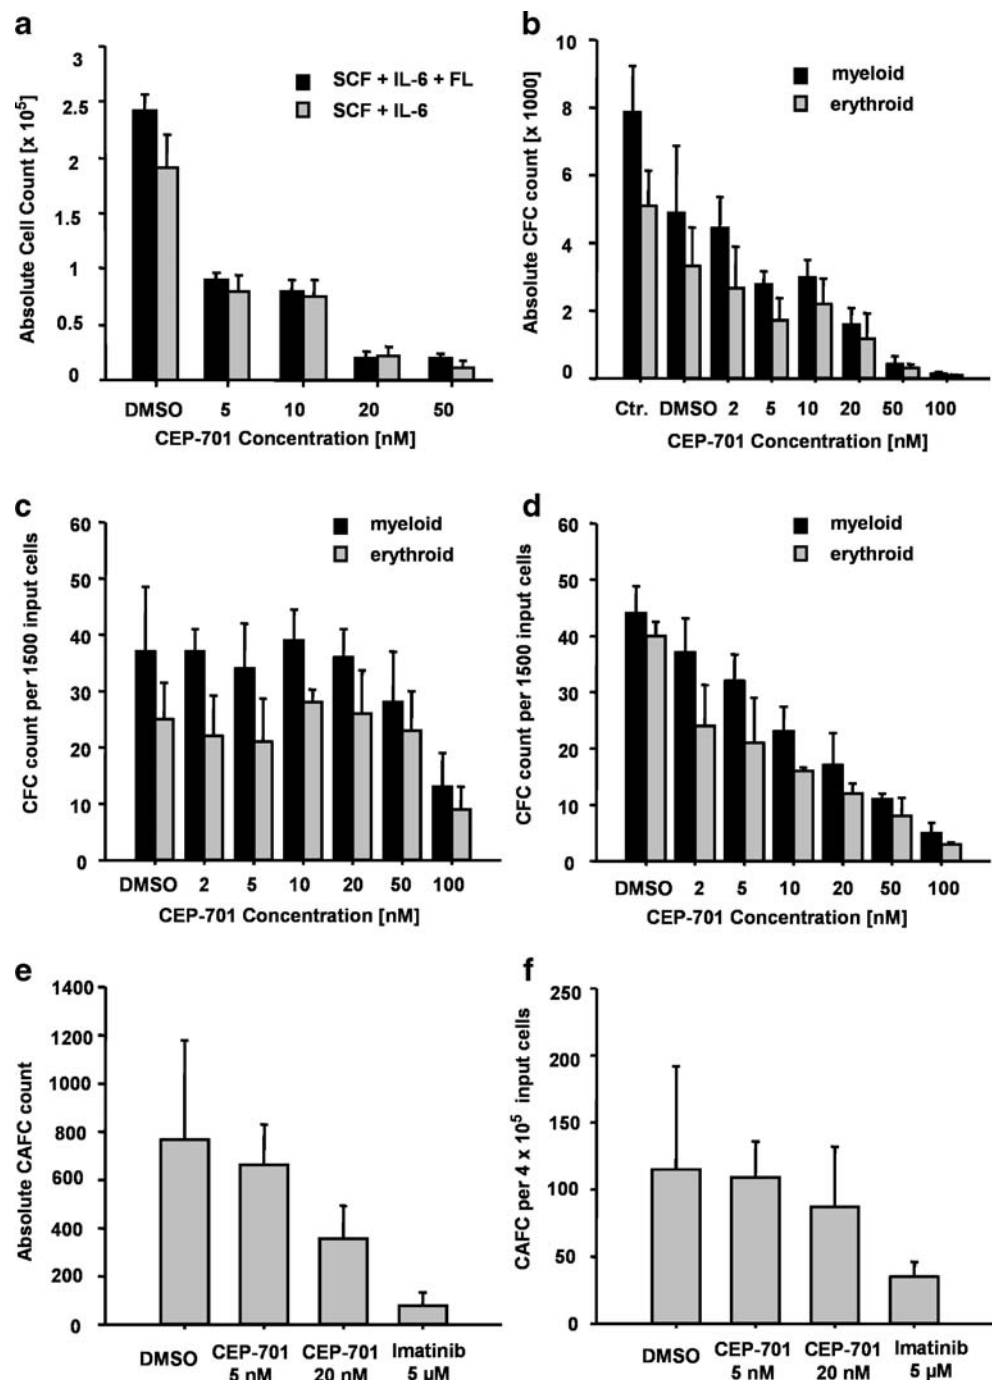 a
Absolute Cell Count [x 10⁵]
3
2.5
2
1.5
1
0.5
0
SCF + IL-6 + FL
SCF + IL-6
DMSO 5 10 20 50
CEP-701 Concentration [nM]
b
Absolute CFC count [x 1000]
10
8
6
4
2
0
myeloid
erythroid
Ctr. DMSO 2 5 10 20 50 100
CEP-701 Concentration [nM]
c
CFC count per 1500 input cells
60
50
40
30
20
10
0
myeloid
erythroid
DMSO 2 5 10 20 50 100
CEP-701 Concentration [nM]
d
CFC count per 1500 input cells
60
50
40
30
20
10
0
myeloid
erythroid
DMSO 2 5 10 20 50 100
CEP-701 Concentration [nM]
e
Absolute CAFC count
1400
1200
1000
800
600
400
200
0
DMSO CEP-701 CEP-701 Imatinib
5 nM 20 nM 5 µM
f
CAFC per 4 x 10⁵ input cells
250
200
150
100
50
0
DMSO CEP-701 CEP-701 Imatinib
5 nM 20 nM 5 µM